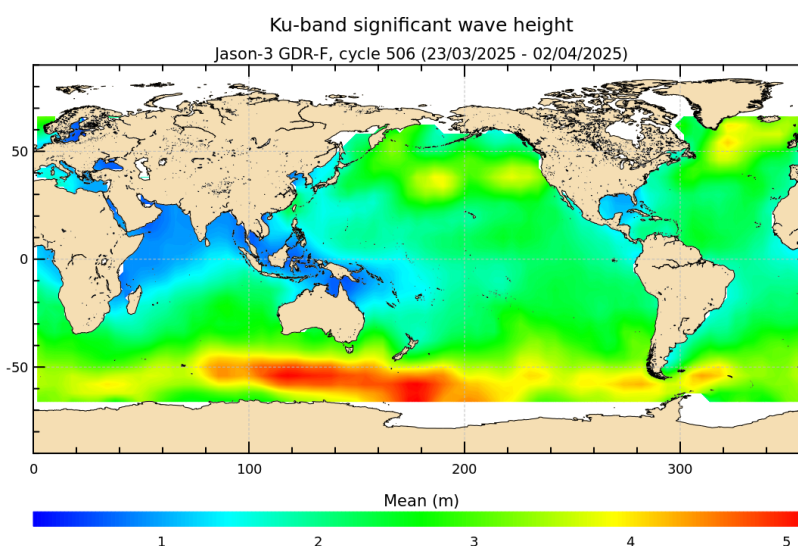 Ku-band significant wave height
Jason-3 GDR-F, cycle 506 (23/03/2025 - 02/04/2025)
50
0
-50
0 100 200 300
Mean (m)
1 2 3 4 5